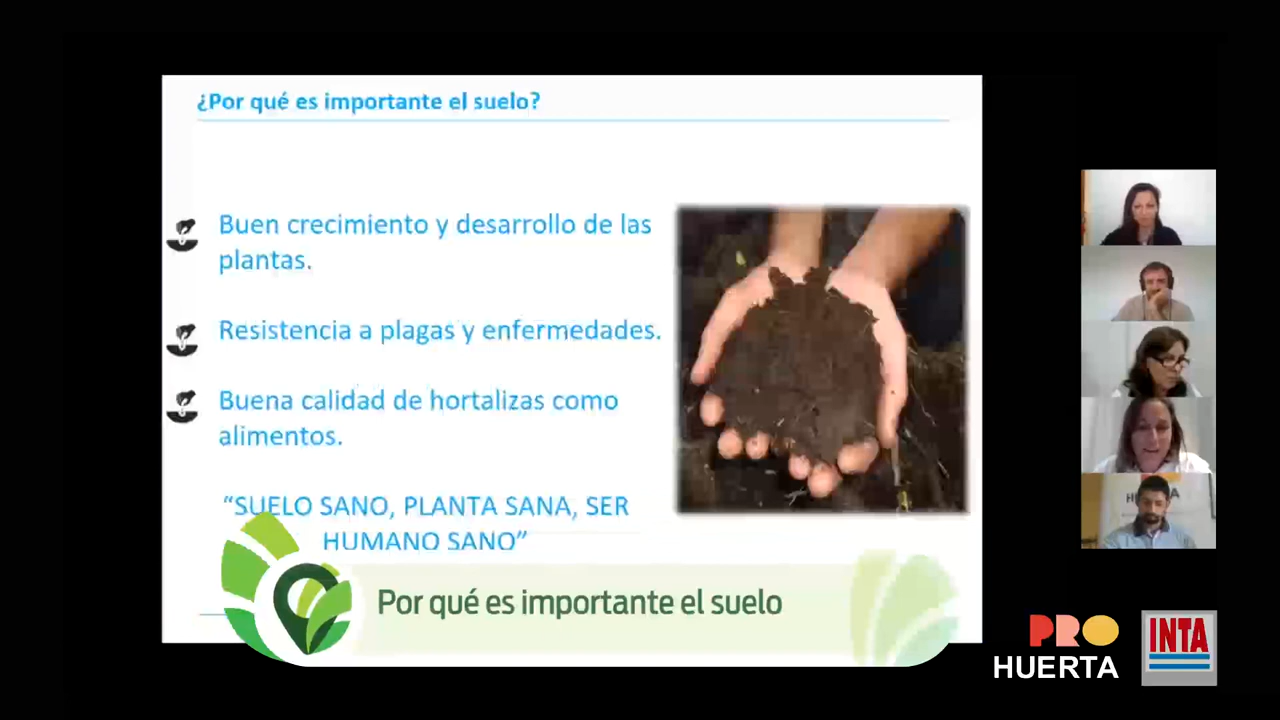 ¿Por qué es importante el suelo?
Buen crecimiento y desarrollo de las
plantas.
Resistencia a plagas y enfermedades.
Buena calidad de hortalizas como
alimentos.
“SUELO SANO, PLANTA SANA, SER
HUMANO SANO”
Por qué es importante el suelo
PRO
HUERTA
INTA